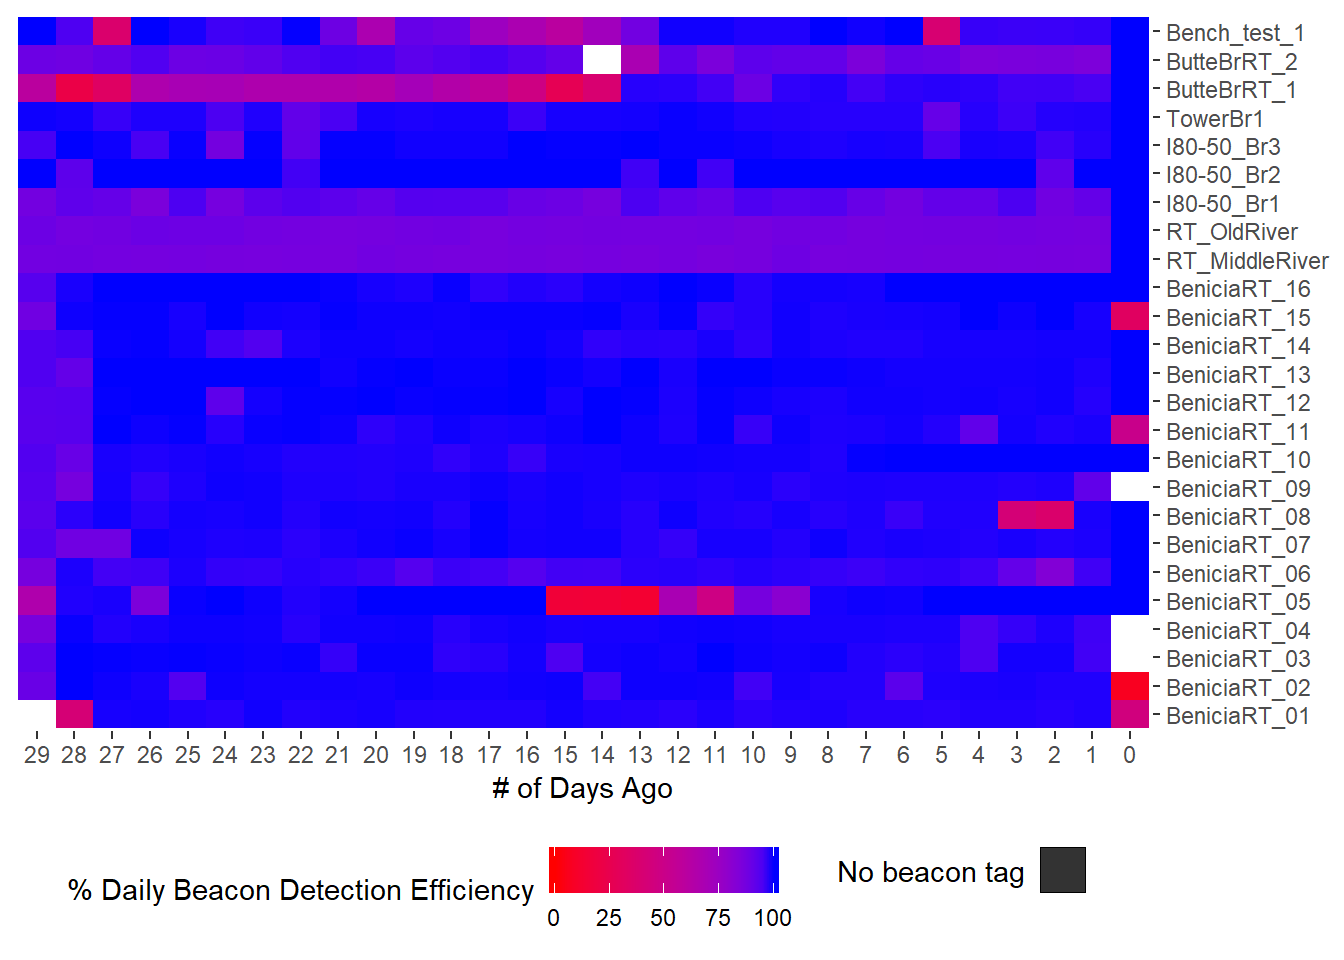 Bench_test_1
ButteBrRT_2
ButteBrRT_1
TowerBr1
I80-50_Br3
I80-50_Br2
I80-50_Br1
RT_OldRiver
RT_MiddleRiver
BeniciaRT_16
BeniciaRT_15
BeniciaRT_14
BeniciaRT_13
BeniciaRT_12
BeniciaRT_11
BeniciaRT_10
BeniciaRT_09
BeniciaRT_08
BeniciaRT_07
BeniciaRT_06
BeniciaRT_05
BeniciaRT_04
BeniciaRT_03
BeniciaRT_02
BeniciaRT_01
29 28 27 26 25 24 23 22 21 20 19 18 17 16 15 14 13 12 11 10 9 8 7 6 5 4 3 2 1 0
# of Days Ago
% Daily Beacon Detection Efficiency
0 25 50 75 100
No beacon tag